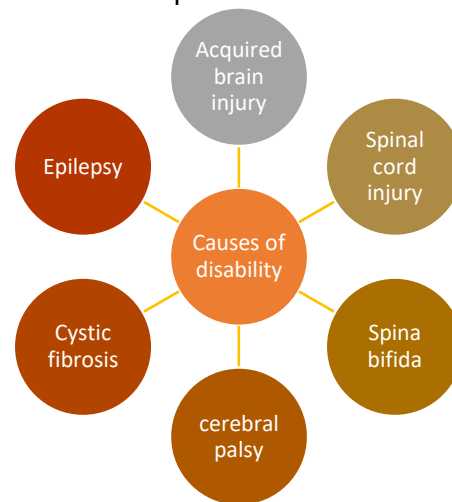 Acquired
brain
injury
Spinal
cord
injury
Spina
bifida
cerebral
palsy
Cystic
fibrosis
Epilepsy
Causes of
disability